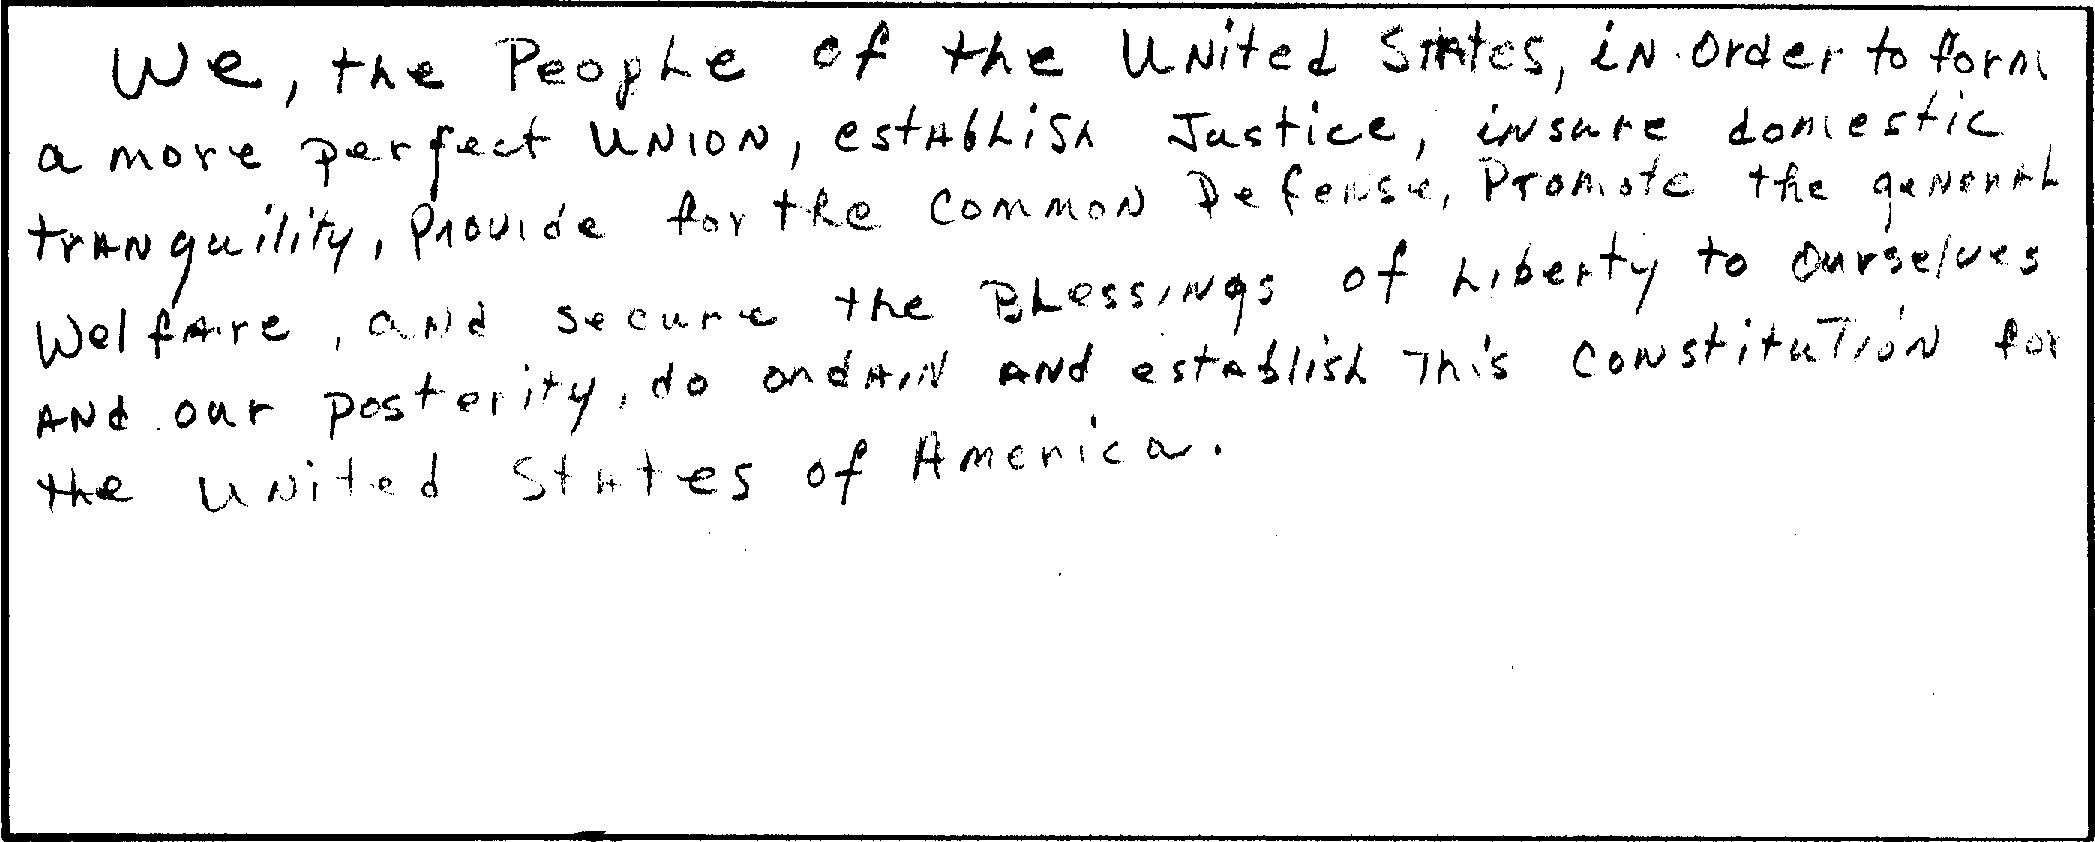 We, the People of the United States, in order to form
a more perfect Union, establish Justice, insure domestic
tranquility, Provide for the common Defense, Promote the general
Welfare, and secure the Blessings of Liberty to ourselves
and our posterity, do ordain and establish This Constitution for
the United States of America.